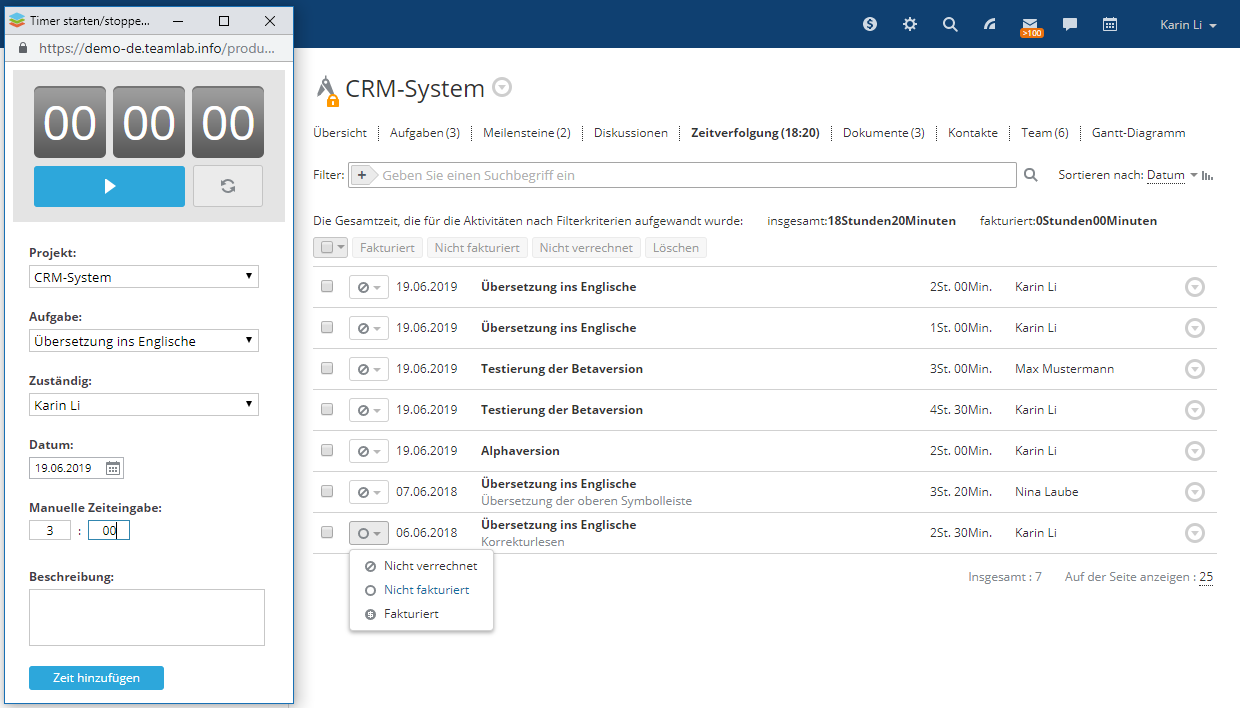 Timer starten/stoppe...
https://demo-de.teamlab.info/produ...
00 00 00
Projekt:
CRM-System
Aufgabe:
Übersetzung ins Englische
Zuständig:
Karin Li
Datum:
19.06.2019
Manuelle Zeiteingabe:
3 : 00
Beschreibung:
Zeit hinzufügen
>100
Karin Li
CRM-System
Übersicht Aufgaben (3) Meilensteine (2) Diskussionen Zeitverfolgung (18:20) Dokumente (3) Kontakte Team (6) Gantt-Diagramm
Filter: + Geben Sie einen Suchbegriff ein Sortieren nach: Datum
Die Gesamtzeit, die für die Aktivitäten nach Filterkriterien aufgewandt wurde: insgesamt:18Stunden20Minuten fakturiert:0Stunden00Minuten
Fakturiert Nicht fakturiert Nicht verrechnet Löschen
19.06.2019 Übersetzung ins Englische 2St. 00Min. Karin Li
19.06.2019 Übersetzung ins Englische 1St. 00Min. Karin Li
19.06.2019 Testierung der Betaversion 3St. 00Min. Max Mustermann
19.06.2019 Testierung der Betaversion 4St. 30Min. Karin Li
19.06.2019 Alphaversion 2St. 00Min. Karin Li
07.06.2018 Übersetzung ins Englische 3St. 20Min. Nina Laube
Übersetzung der oberen Symbolleiste
06.06.2018 Übersetzung ins Englische 2St. 30Min. Karin Li
Korrekturlesen
Nicht verrechnet
Nicht fakturiert
Fakturiert
Insgesamt : 7 Auf der Seite anzeigen : 25